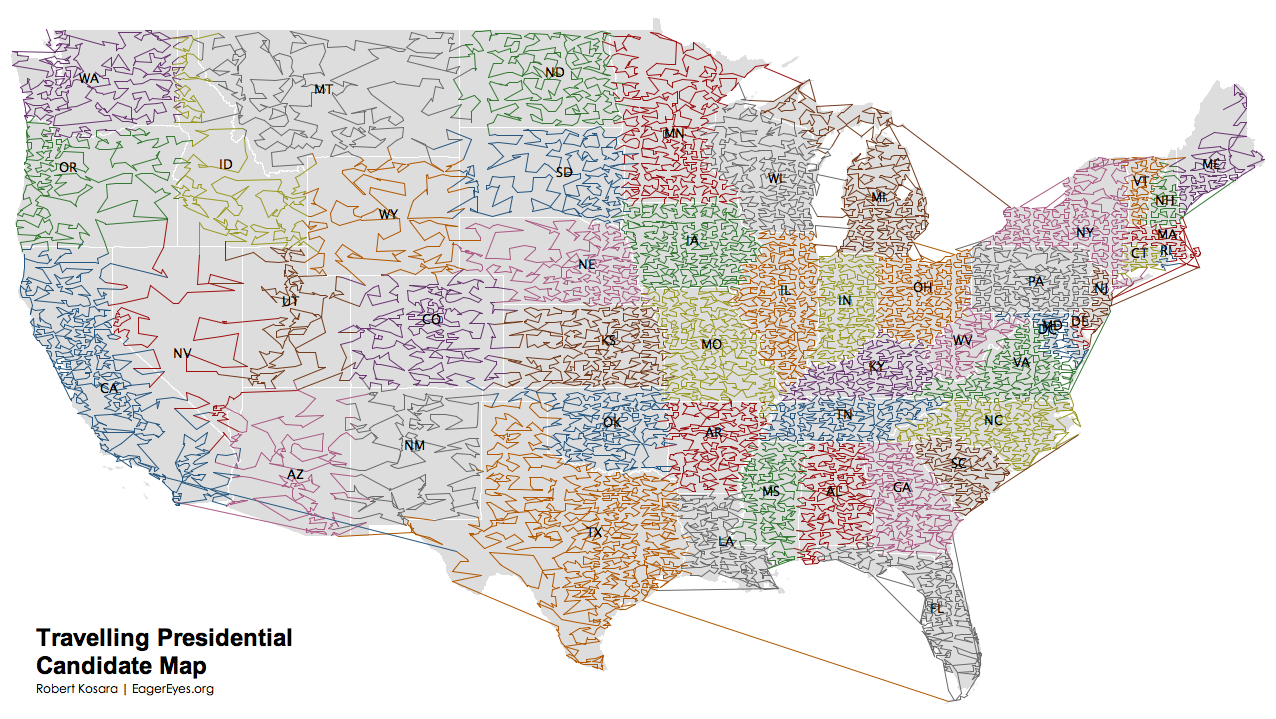 WA
MT
ND
MN
OR
ID
SD
WI
MI
ME
VT
NH
WY
NY
MA
RI
CT
IA
NE
UT
CO
IL
IN
OH
PA
NJ
NV
KS
MO
WV
MD
DC
DE
VA
KY
CA
NM
OK
AR
TN
NC
SC
AZ
MS
AL
GA
TX
LA
FL
Travelling Presidential
Candidate Map
Robert Kosara | EagerEyes.org